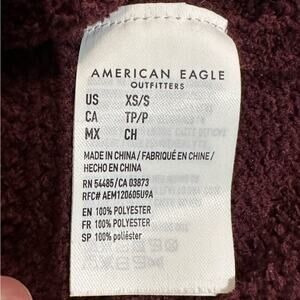 AMERICAN EAGLE
OUTFITTERS
US XS/S
CA TP/P
MX CH
MADE IN CHINA / FABRIQUÉ EN CHINE /
HECHO EN CHINA
RN 54485/CA 03873
RFC# AEM120605U9A
EN 100% POLYESTER
FR 100% POLYESTER
SP 100% poliéster